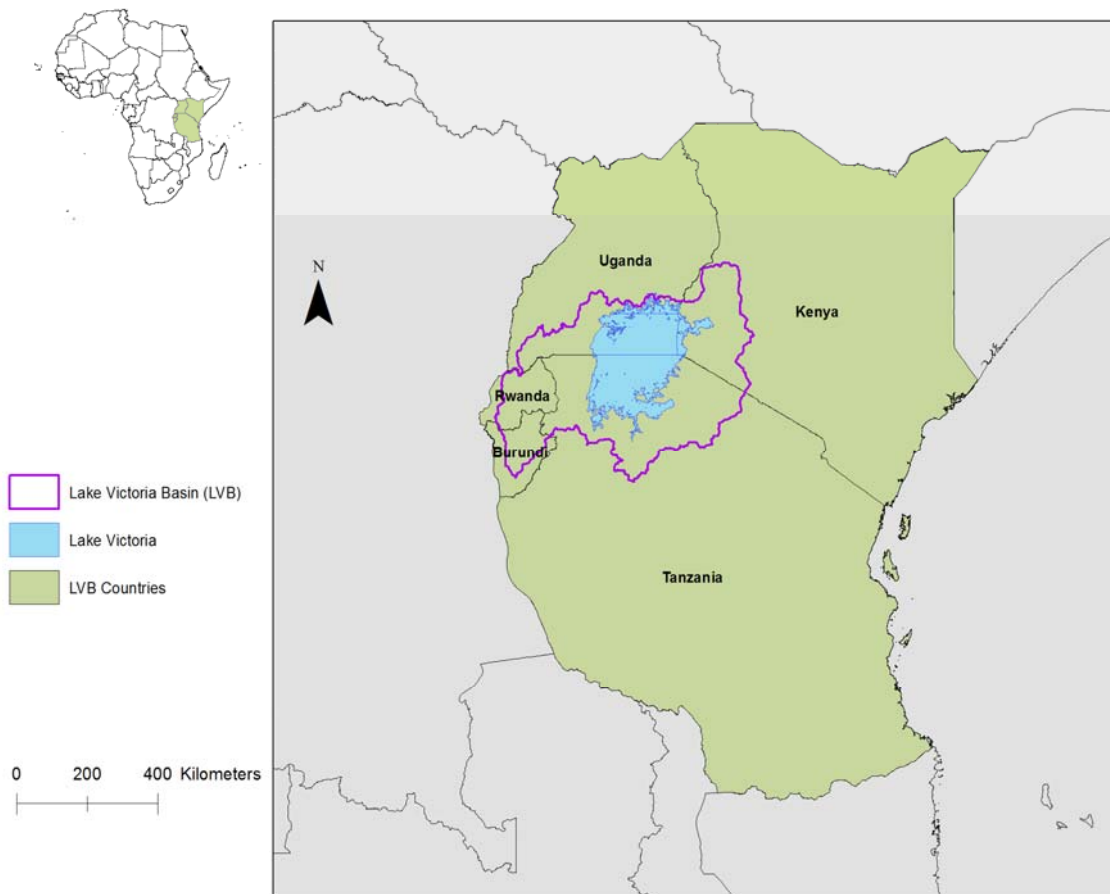 N
Uganda
Kenya
Rwanda
Burundi
Tanzania
Lake Victoria Basin (LVB)
Lake Victoria
LVB Countries
0 200 400 Kilometers